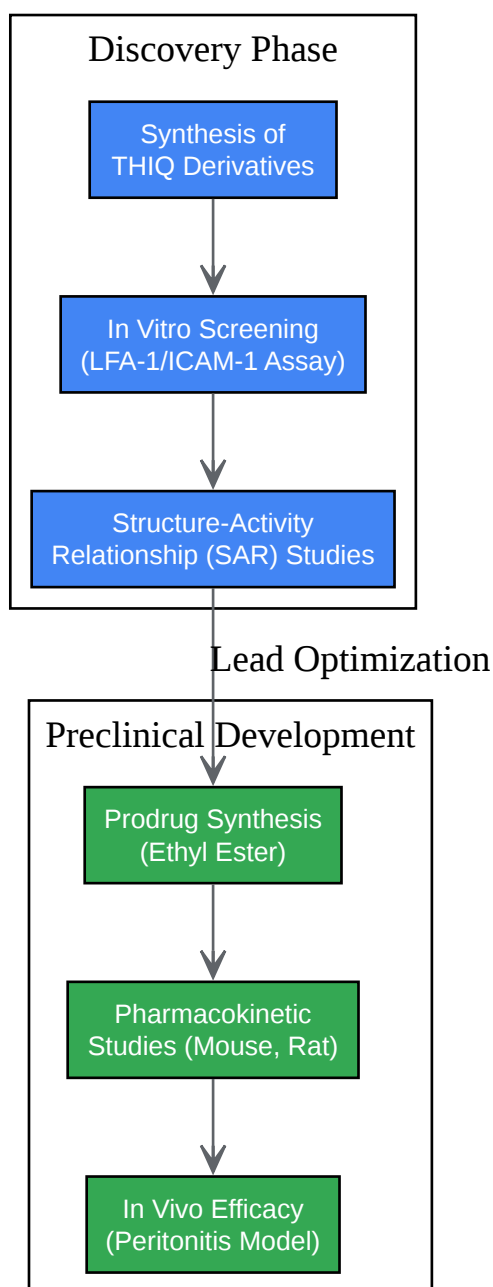 Discovery Phase
Synthesis of
THIQ Derivatives
In Vitro Screening
(LFA-1/ICAM-1 Assay)
Structure-Activity
Relationship (SAR) Studies
Lead Optimization
Preclinical Development
Prodrug Synthesis
(Ethyl Ester)
Pharmacokinetic
Studies (Mouse, Rat)
In Vivo Efficacy
(Peritonitis Model)